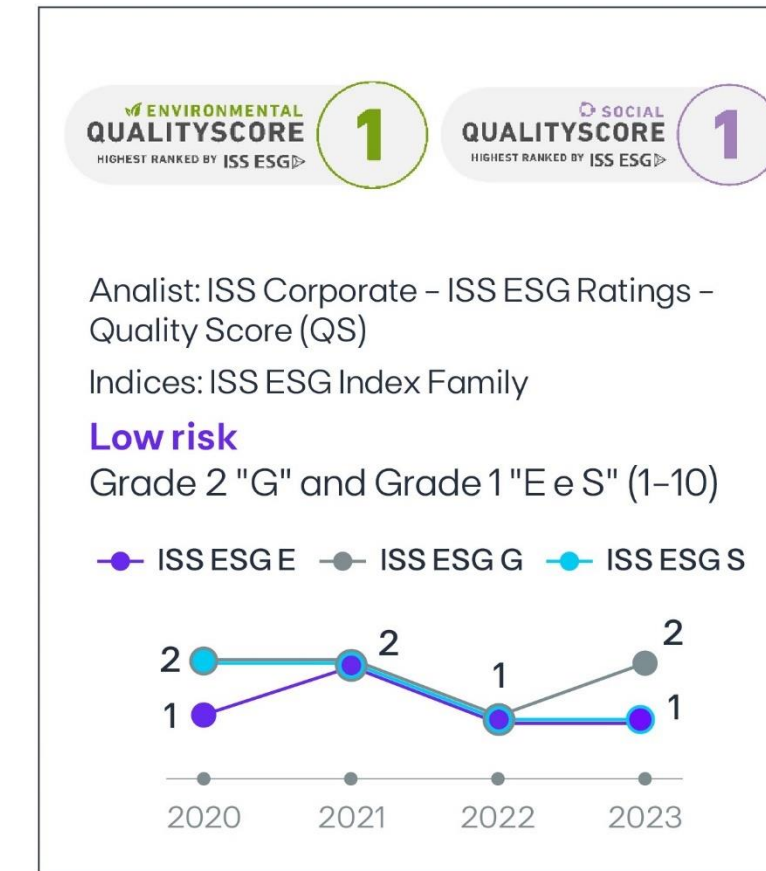 ENVIRONMENTAL
QUALITYSCORE
HIGHEST RANKED BY ISS ESG
1
SOCIAL
QUALITYSCORE
HIGHEST RANKED BY ISS ESG
1
Analist: ISS Corporate – ISS ESG Ratings –
Quality Score (QS)
Indices: ISS ESG Index Family
Low risk
Grade 2 "G" and Grade 1 "E e S" (1–10)
ISS ESG E ISS ESG G ISS ESG S
2
1
2
1
2
1
2020 2021 2022 2023